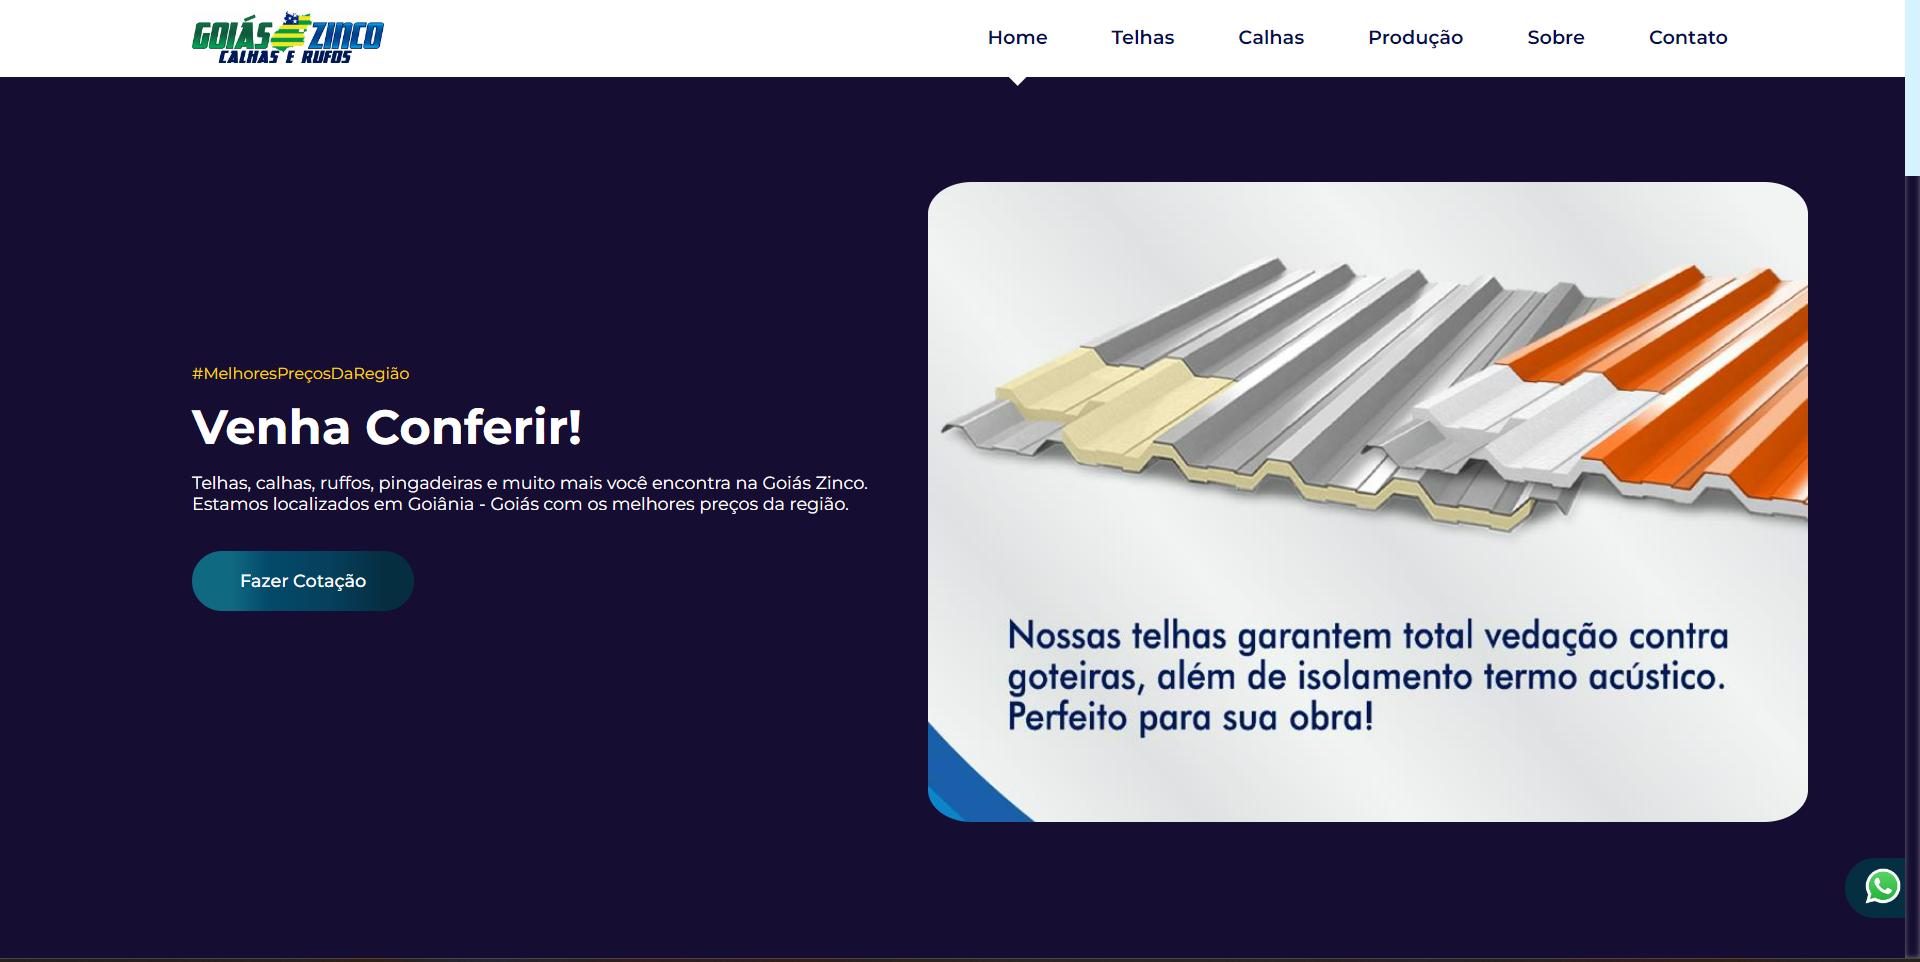 GOIÁS ZINCO
CALHAS E RUFOS
Home
Telhas
Calhas
Produção
Sobre
Contato
#MelhoresPreçosDaRegião
Venha Conferir!
Telhas, calhas, ruffos, pingadeiras e muito mais você encontra na Goiás Zinco.
Estamos localizados em Goiânia - Goiás com os melhores preços da região.
Fazer Cotação
Nossas telhas garantem total vedação contra
goteiras, além de isolamento termo acústico.
Perfeito para sua obra!